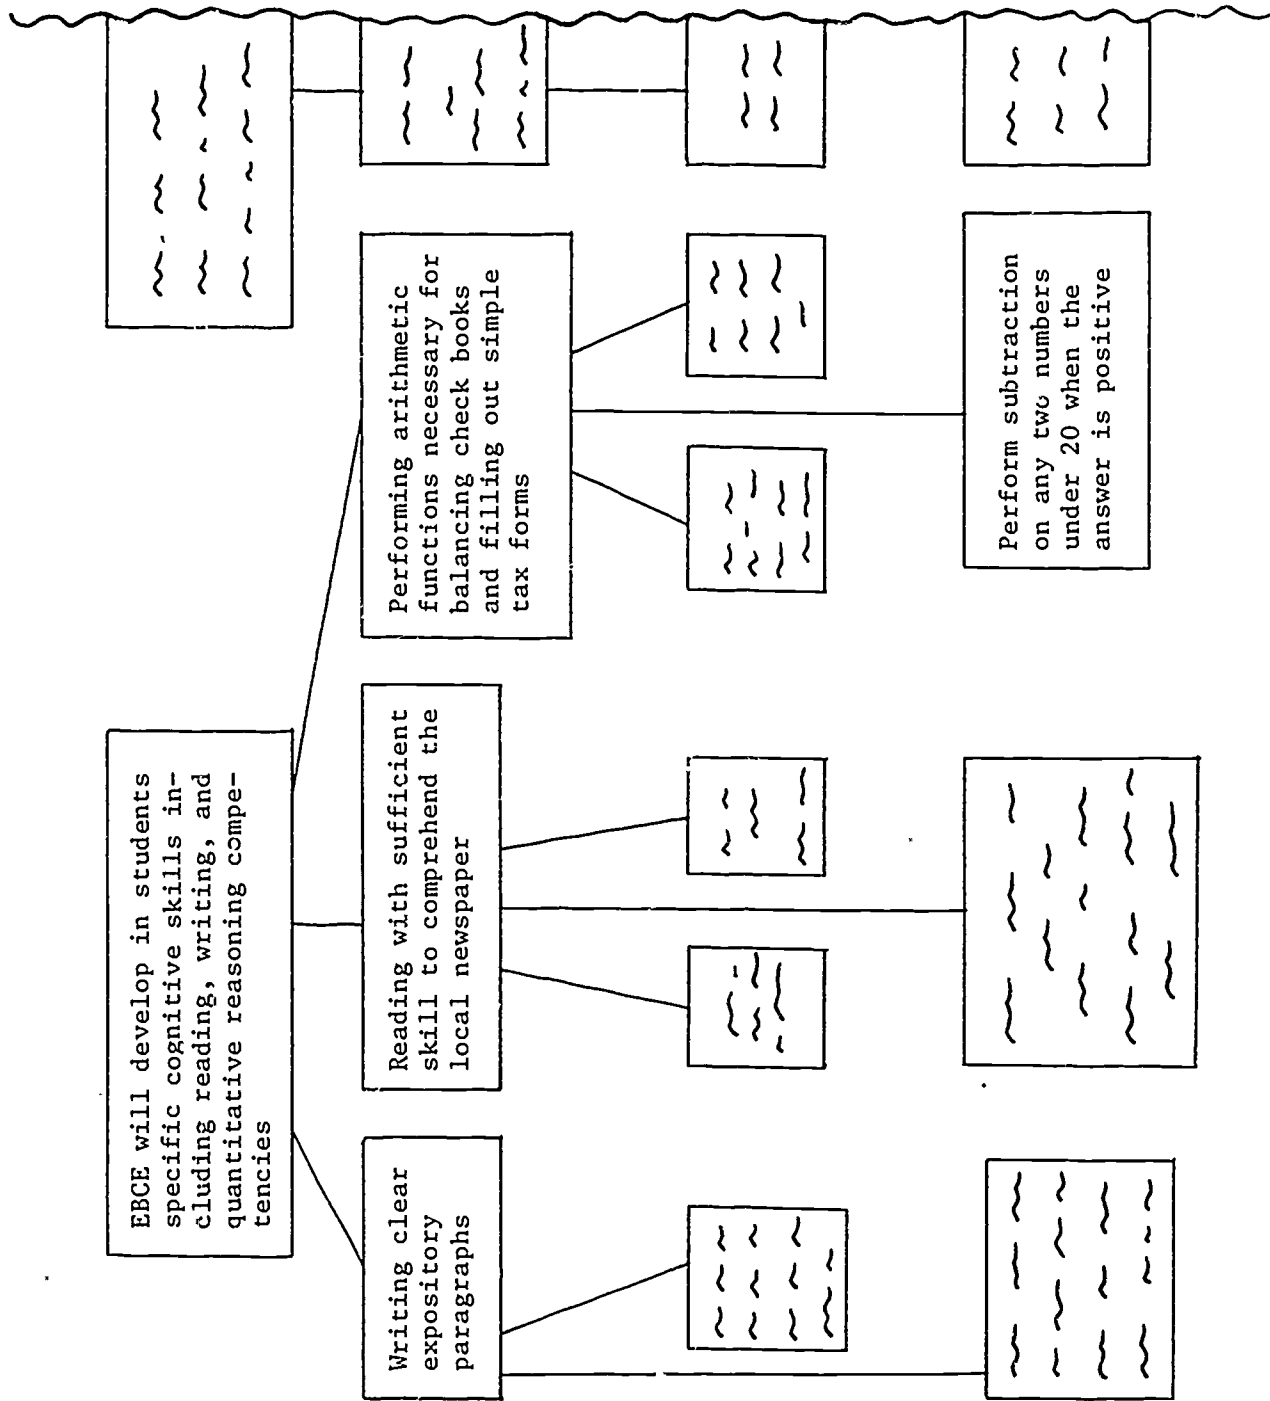 EBCE will develop in students
specific cognitive skills in-
cluding reading, writing, and
quantitative reasoning compe-
tencies
Writing clear
expository
paragraphs
Reading with sufficient
skill to comprehend the
local newspaper
Performing arithmetic
functions necessary for
balancing check books
and filling out simple
tax forms
Perform subtraction
on any two numbers
under 20 when the
answer is positive